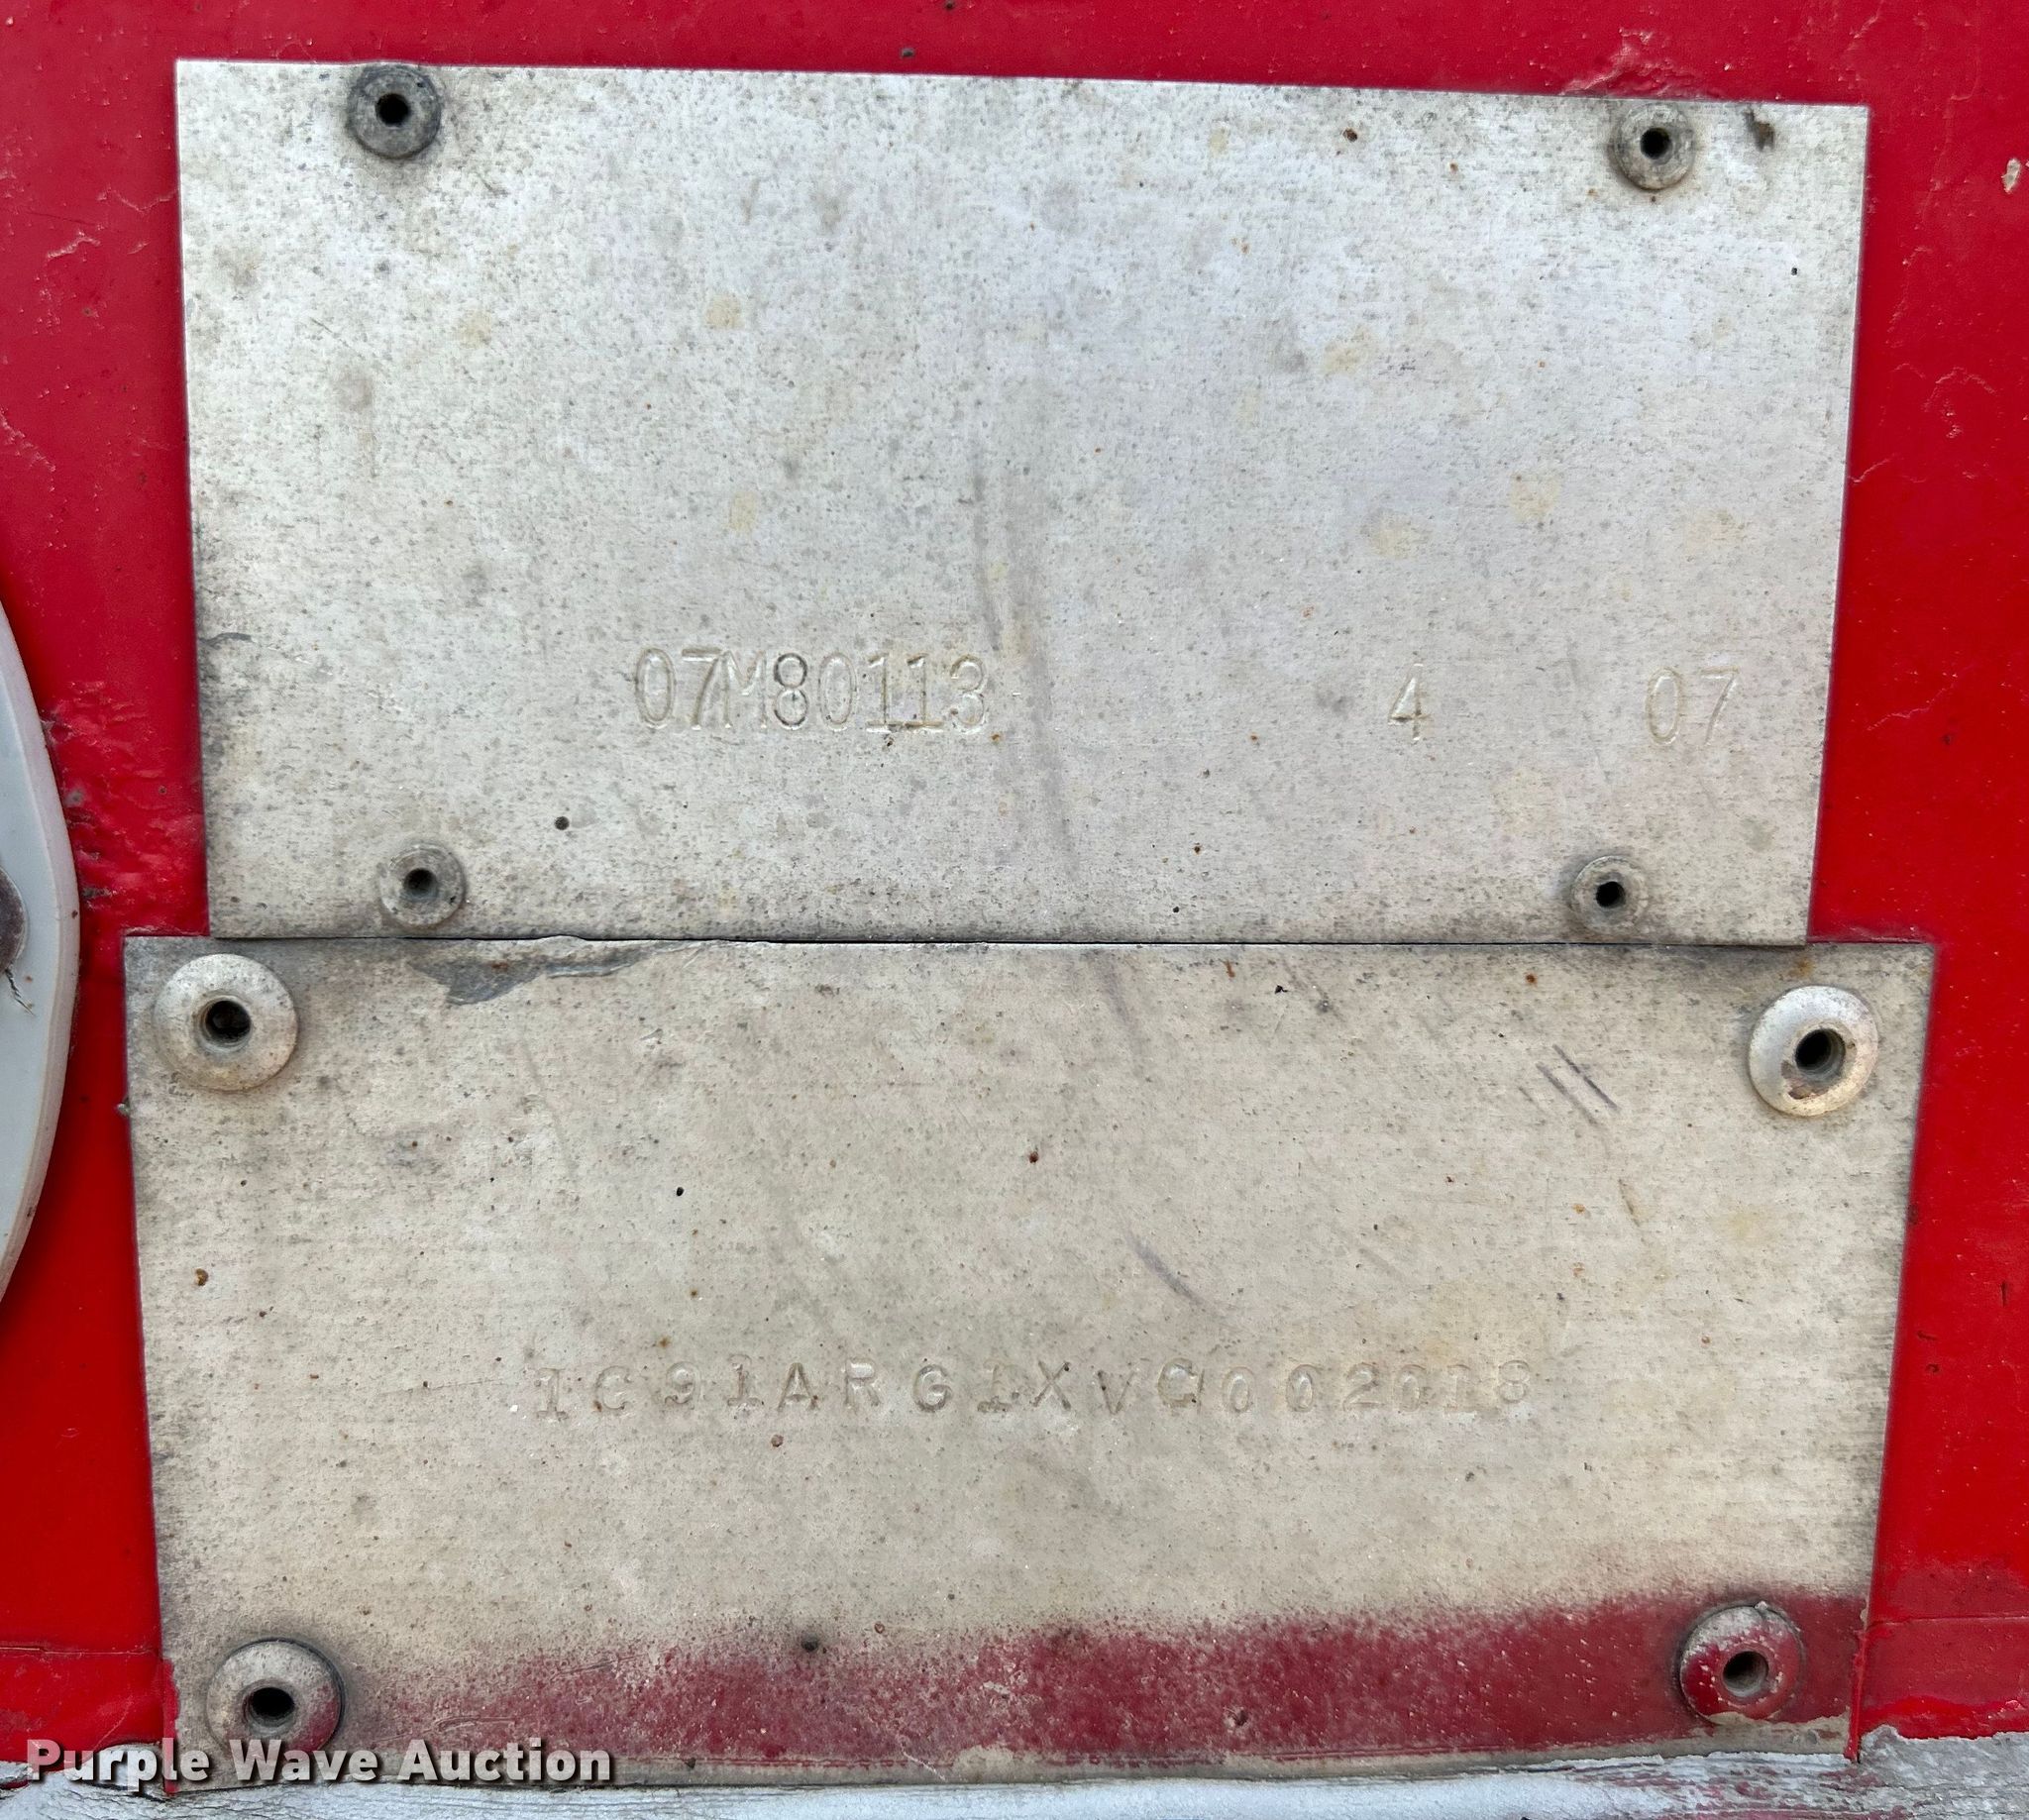 07M80113 4 07
1C91ARG1XVC002018
Purple Wave Auction